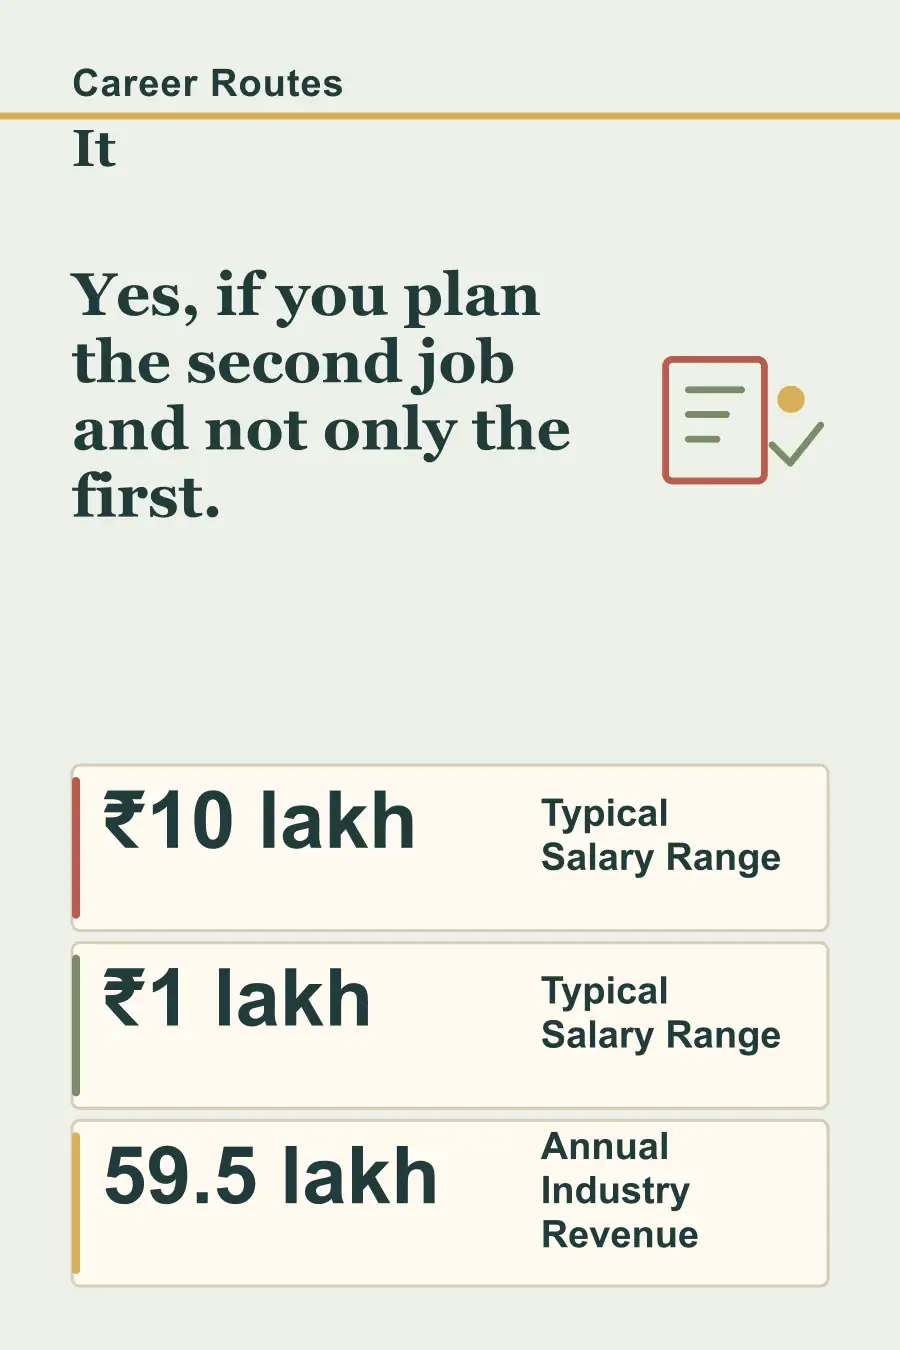 Career Routes
It
Yes, if you plan
the second job
and not only the
first.
₹10 lakh
Typical
Salary Range
₹1 lakh
Typical
Salary Range
59.5 lakh
Annual
Industry
Revenue